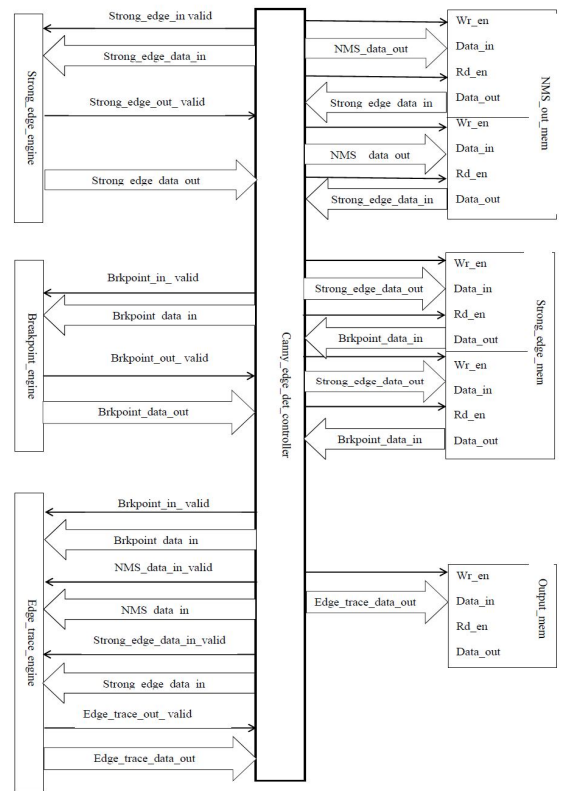 Strong_edge_in valid
Strong_edge_data_in
Strong_edge_out_ valid
Strong edge data out
Strong_edge_engine
Brkpoint_in_ valid
Brkpoint data in
Brkpoint_out_ valid
Brkpoint_data_out
Breakpoint_engine
Brkpoint_in_ valid
Brkpoint data in
NMS_data_in_valid
NMS data in
Strong_edge_data_in_valid
Strong edge data in
Edge_trace_out_ valid
Edge_trace_data_out
Edge_trace_engine
Canny_edge_det_controller
Wr_en
NMS_data_out
Data_in
Rd_en
Strong edge data in
Data_out
Wr_en
NMS data out
Data_in
Rd_en
Strong_edge_data_in
Data_out
NMS_out_mem
Wr_en
Strong_edge_data_out
Data_in
Rd_en
Brkpoint_data_in
Data_out
Wr_en
Strong_edge_data_out
Data_in
Rd_en
Brkpoint_data_in
Data_out
Strong_edge_mem
Wr_en
Edge_trace_data_out
Data_in
Rd_en
Data_out
Output_mem